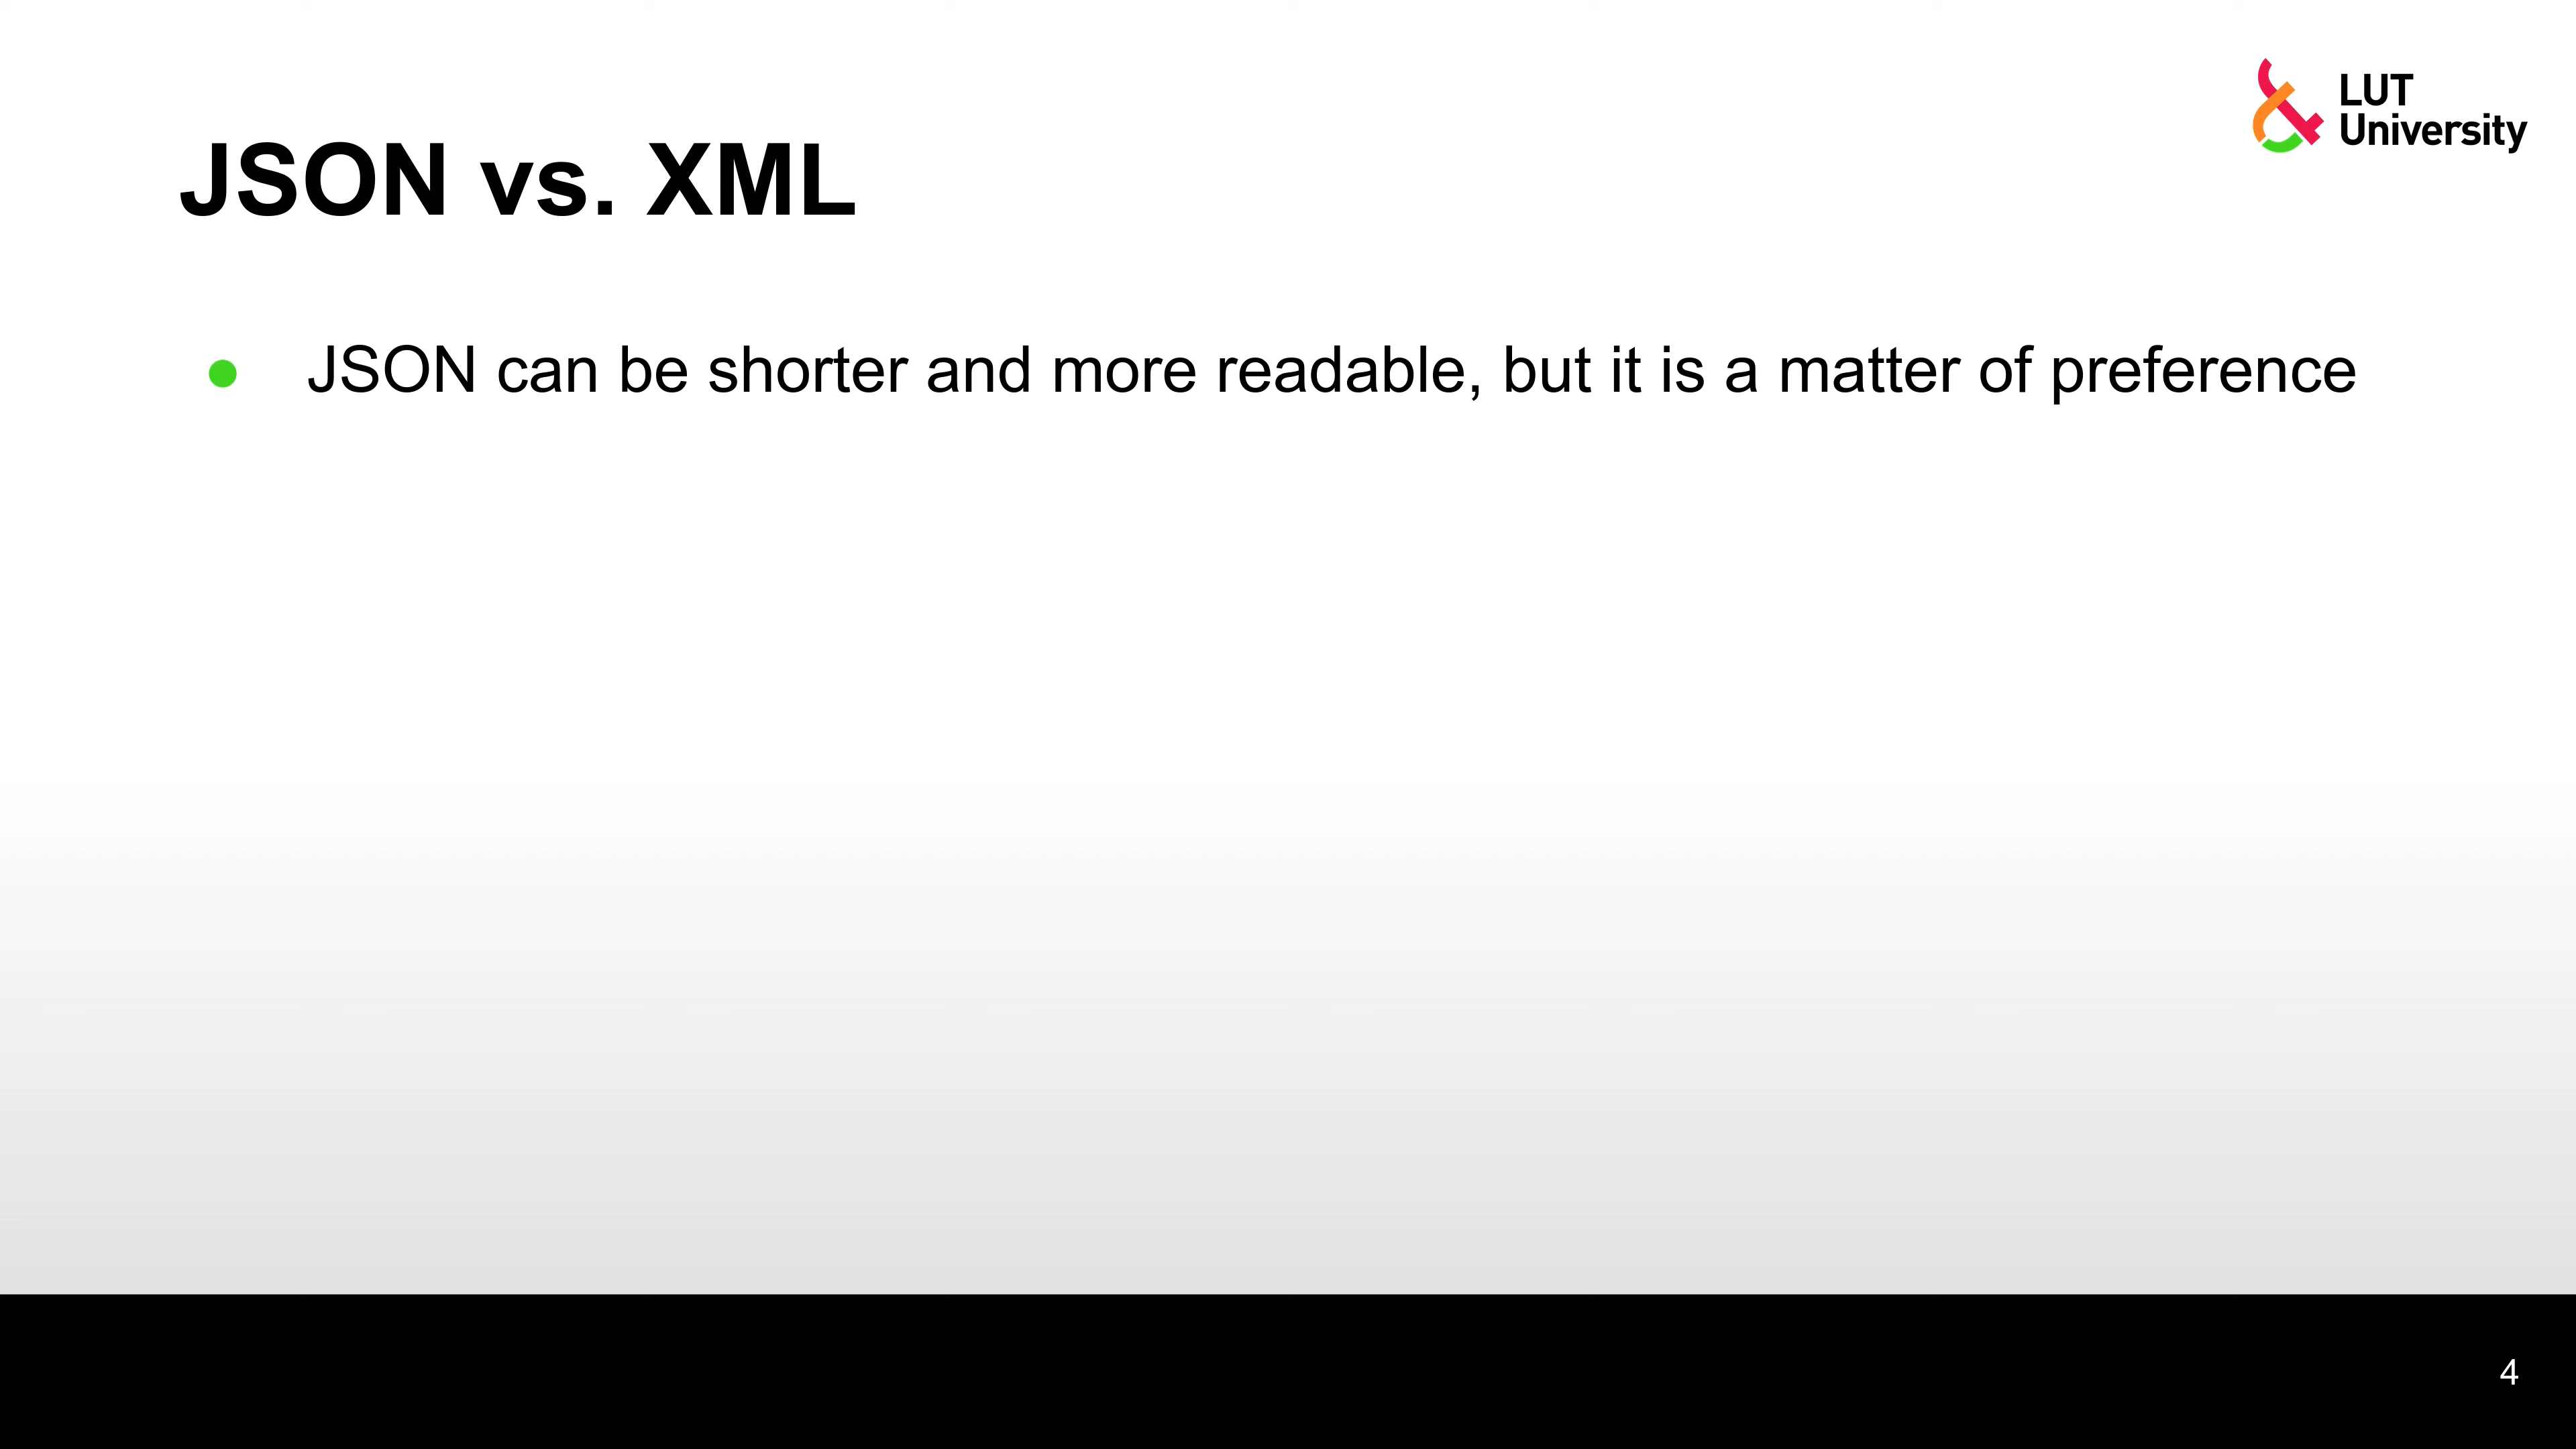 LUT
University
JSON vs. XML
JSON can be shorter and more readable, but it is a matter of preference
4